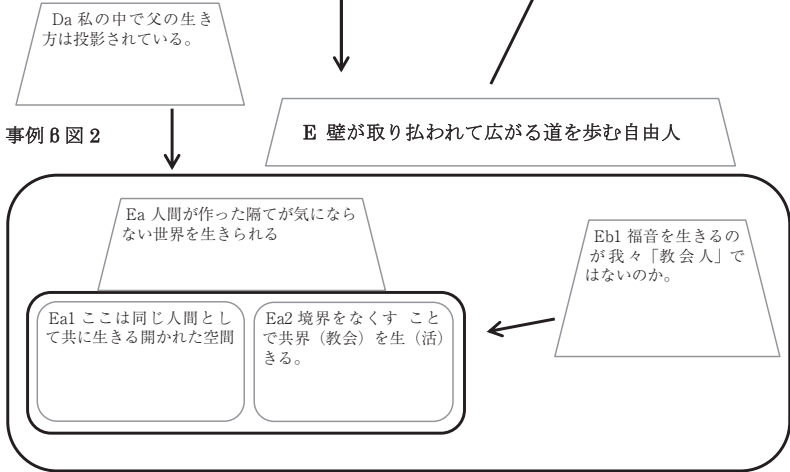 Da 私の中で父の生き
方は投影されている。
事例 β 図 2
E 壁が取り払われて広がる道を歩む自由人
Ea 人間が作った隔てが気になら
ない世界を生きられる
Eb1 福音を生きるの
が我々「教会人」で
はないのか。
Ea1 ここは同じ人間とし
て共に生きる開かれた空間
Ea2 境界をなくす こと
で共界（教会）を生（活）
きる。